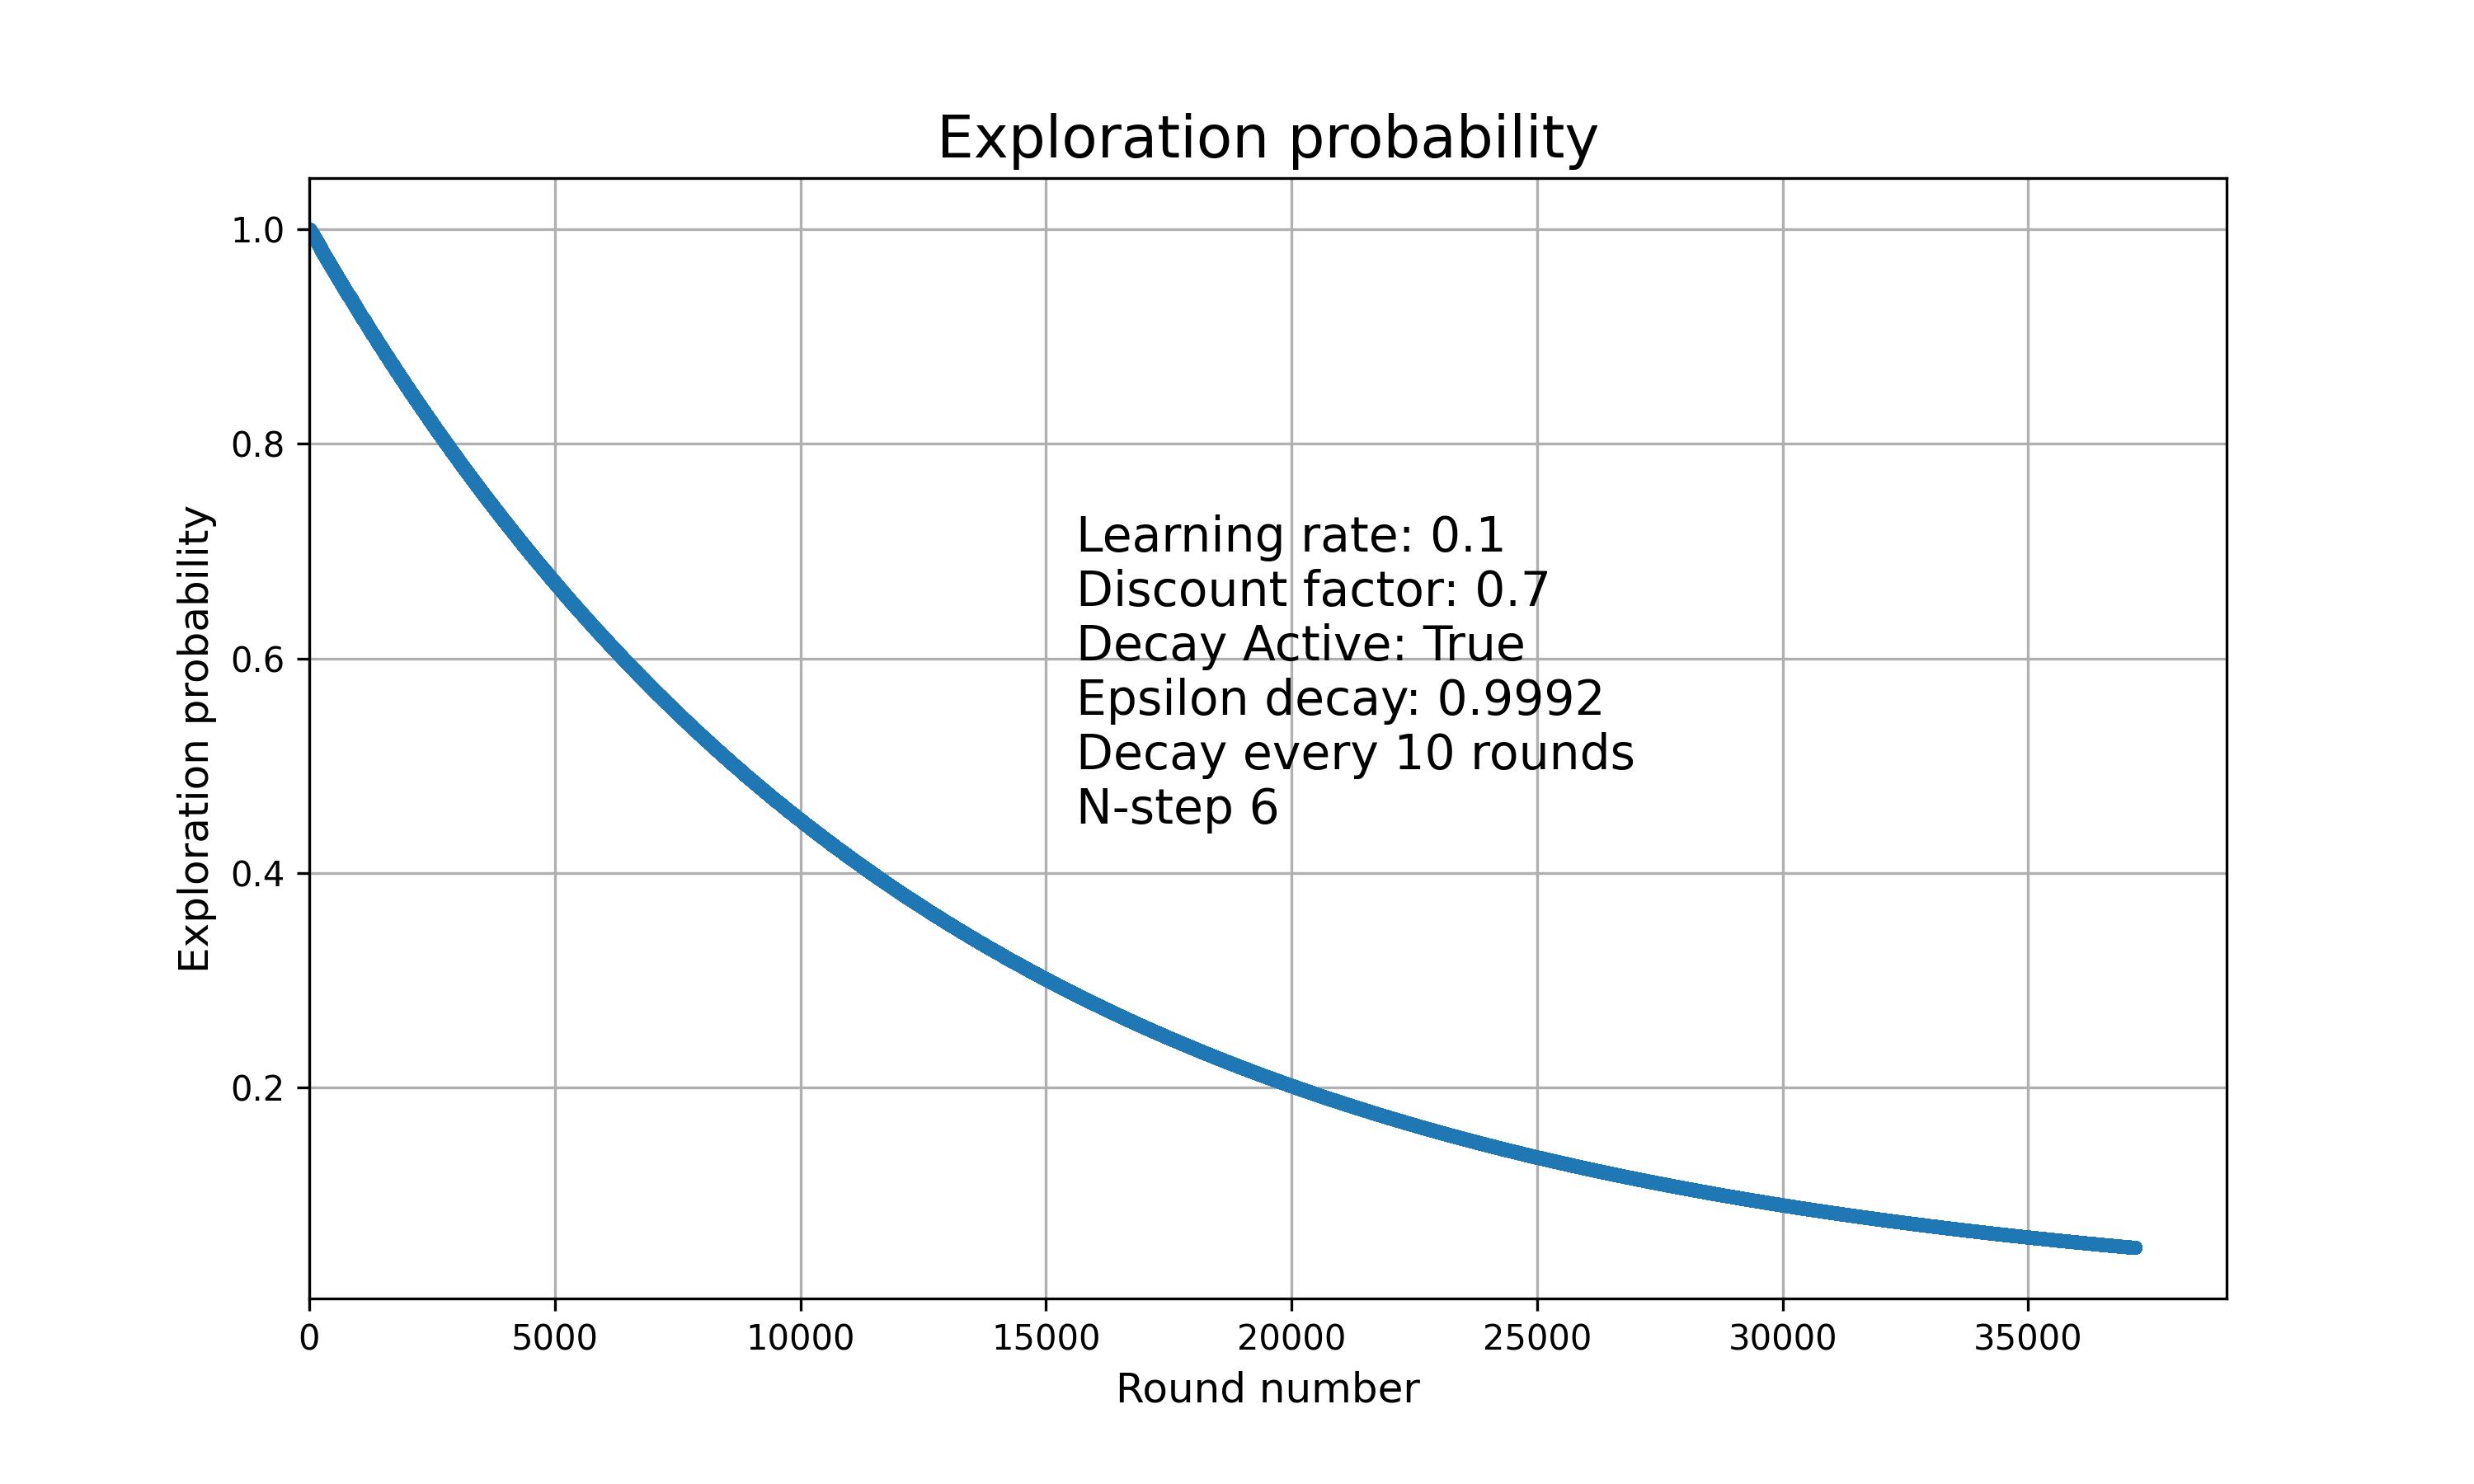 Exploration probability
Exploration probability
1.0
0.8
0.6
0.4
0.2
Learning rate: 0.1
Discount factor: 0.7
Decay Active: True
Epsilon decay: 0.9992
Decay every 10 rounds
N-step 6
0 5000 10000 15000 20000 25000 30000 35000
Round number